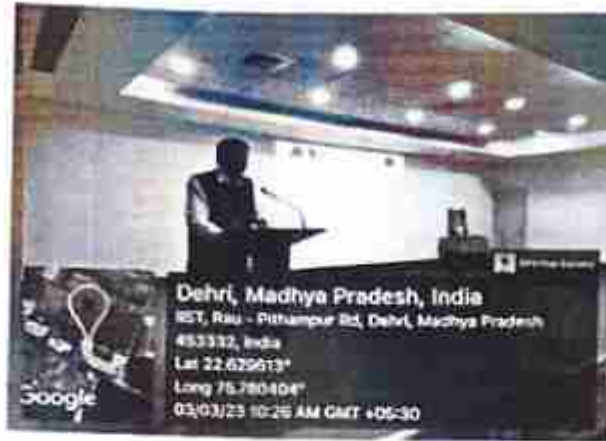 Dehri, Madhya Pradesh, India
IIST, Rau - Pithampur Rd, Dehri, Madhya Pradesh
453332, India
Lat 22.629613°
Long 75.780404°
03/03/23 10:26 AM GMT +05:30
Google